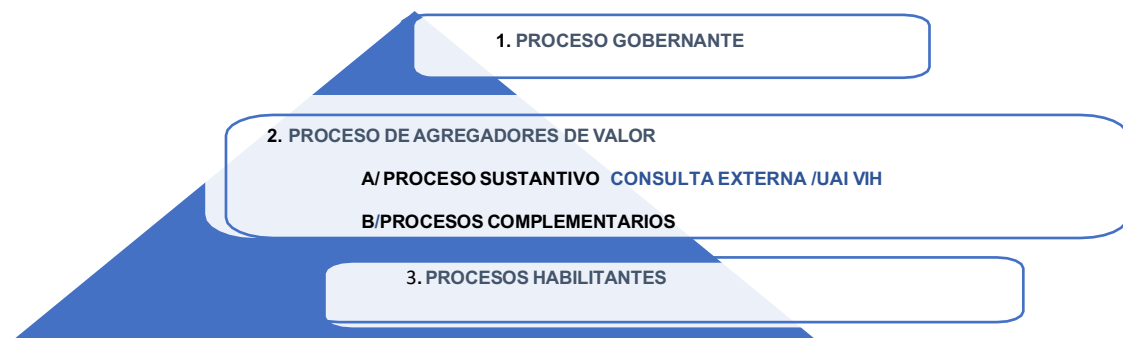 1. PROCESO GOBERNANTE
2. PROCESO DE AGREGADORES DE VALOR
A/ PROCESO SUSTANTIVO CONSULTA EXTERNA /UAI VIH
B/PROCESOS COMPLEMENTARIOS
3. PROCESOS HABILITANTES